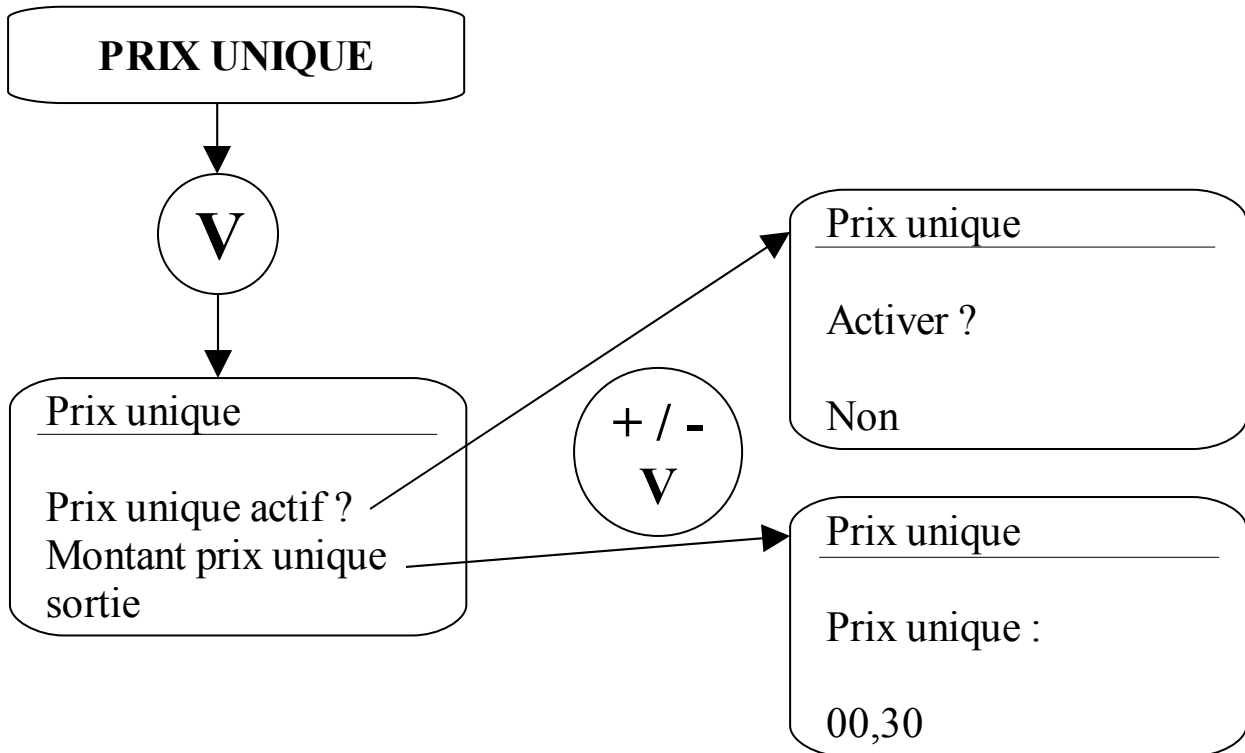 PRIX UNIQUE
V
Prix unique
Prix unique actif ?
Montant prix unique
sortie
+ / -
V
Prix unique
Activer ?
Non
Prix unique
Prix unique :
00,30